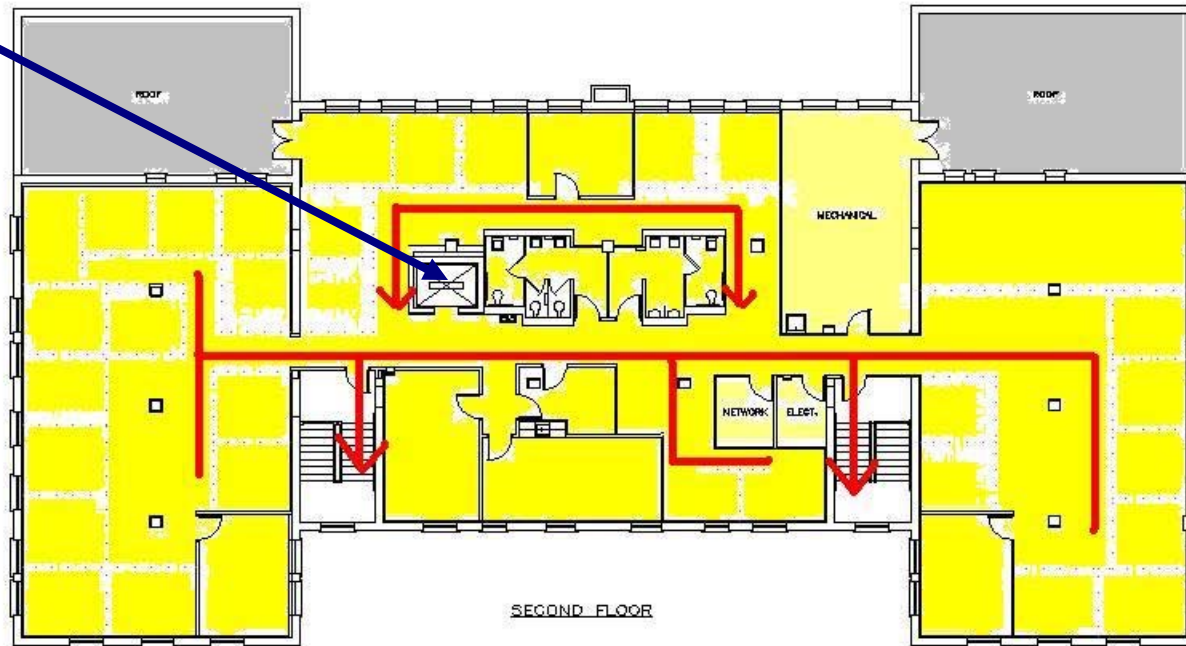 ROOF
ROOF
MECHANICAL
NETWORK
ELECT.
SECOND FLOOR